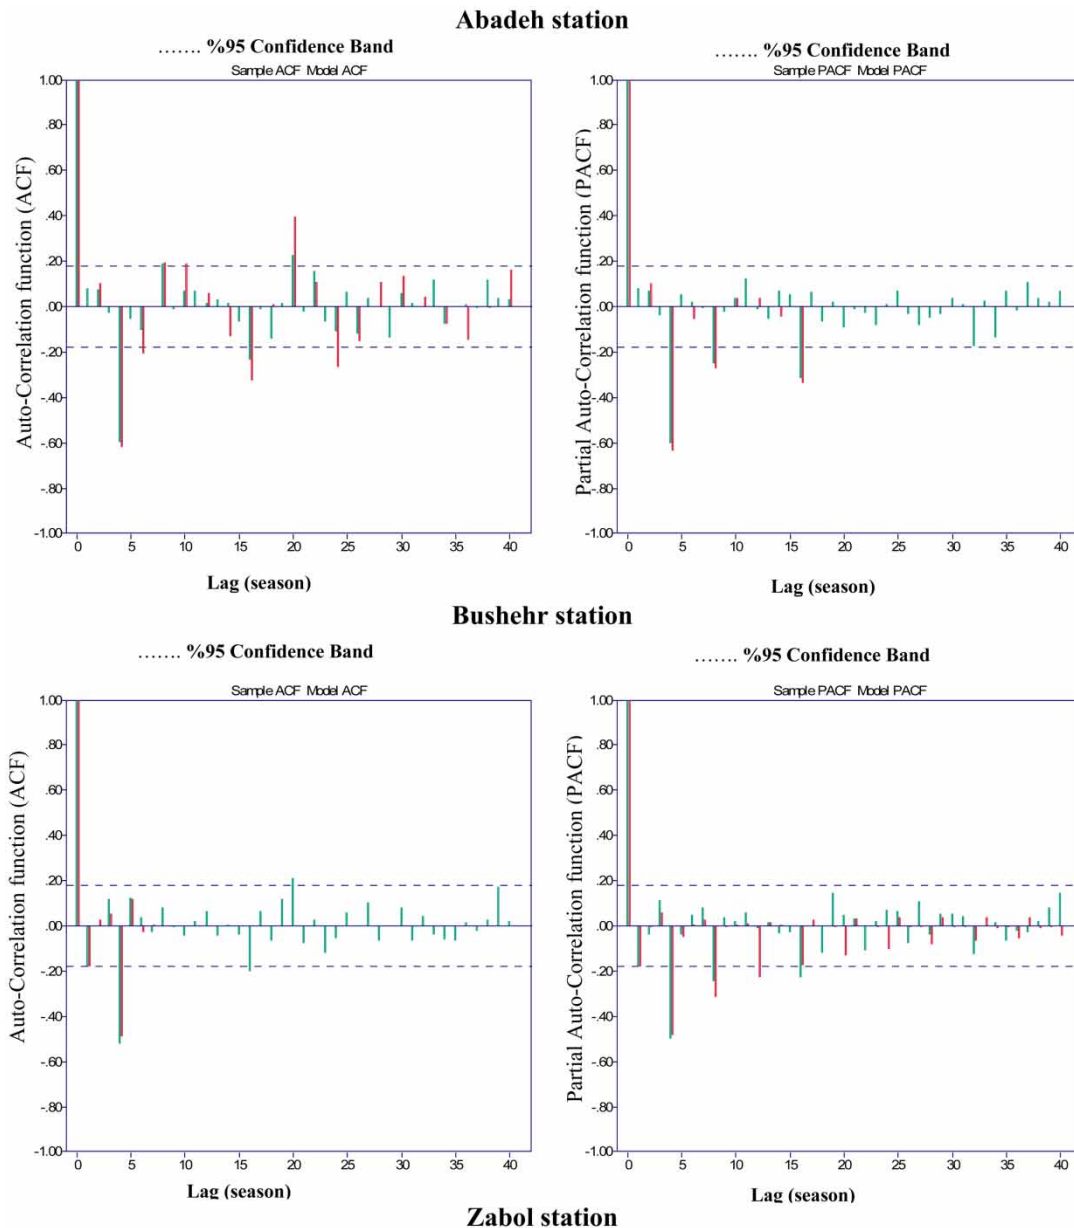 Abadeh station
....... %95 Confidence Band
....... %95 Confidence Band
Sample ACF Model ACF
Sample PACF Model PACF
Auto-Correlation function (ACF)
1.00
.80
.60
.40
.20
.00
-.20
-.40
-.60
-.80
-1.00
0 5 10 15 20 25 30 35 40
Lag (season)
Partial Auto-Correlation function (PACF)
1.00
.80
.60
.40
.20
.00
-.20
-.40
-.60
-.80
-1.00
0 5 10 15 20 25 30 35 40
Lag (season)
Bushehr station
....... %95 Confidence Band
....... %95 Confidence Band
Sample ACF Model ACF
Sample PACF Model PACF
Auto-Correlation function (ACF)
1.00
.80
.60
.40
.20
.00
-.20
-.40
-.60
-.80
-1.00
0 5 10 15 20 25 30 35 40
Lag (season)
Partial Auto-Correlation function (PACF)
1.00
.80
.60
.40
.20
.00
-.20
-.40
-.60
-.80
-1.00
0 5 10 15 20 25 30 35 40
Lag (season)
Zabol station